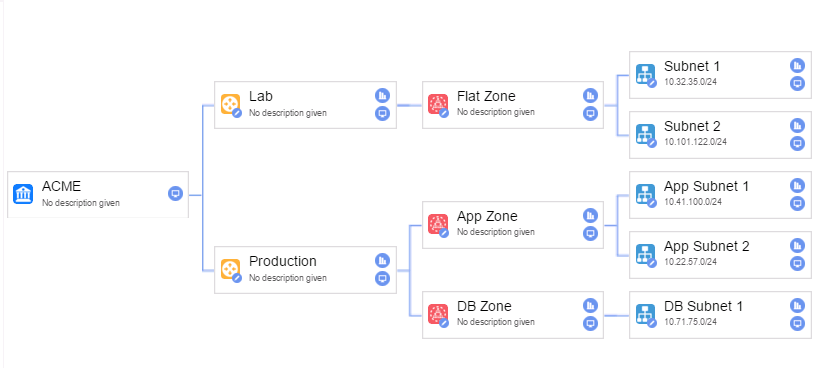 ACME
No description given
Lab
No description given
Production
No description given
Flat Zone
No description given
App Zone
No description given
DB Zone
No description given
Subnet 1
10.32.35.0/24
Subnet 2
10.101.122.0/24
App Subnet 1
10.41.100.0/24
App Subnet 2
10.22.57.0/24
DB Subnet 1
10.71.75.0/24